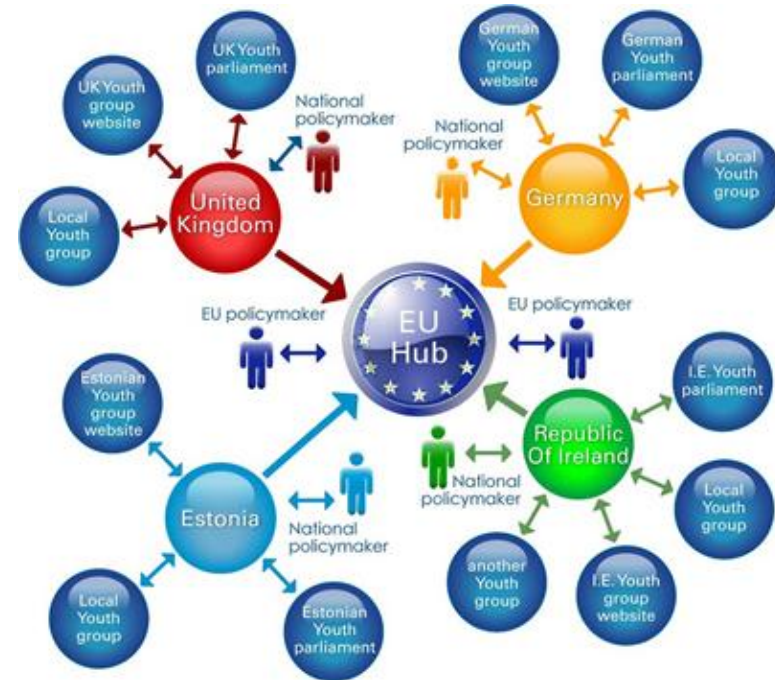 UK Youth
parliament
UK Youth
group
website
National
policymaker
Local
Youth
group
United
Kingdom
German
Youth
group
website
German
Youth
parliament
National
policymaker
Local
Youth
group
Germany
EU policymaker
EU
Hub
EU policymaker
Estonian
Youth
group
website
Estonia
National
policymaker
Local
Youth
group
Estonian
Youth
parliament
I.E. Youth
parliament
Republic
Of Ireland
National
policymaker
Local
Youth
group
another
Youth
group
I.E. Youth
group
website